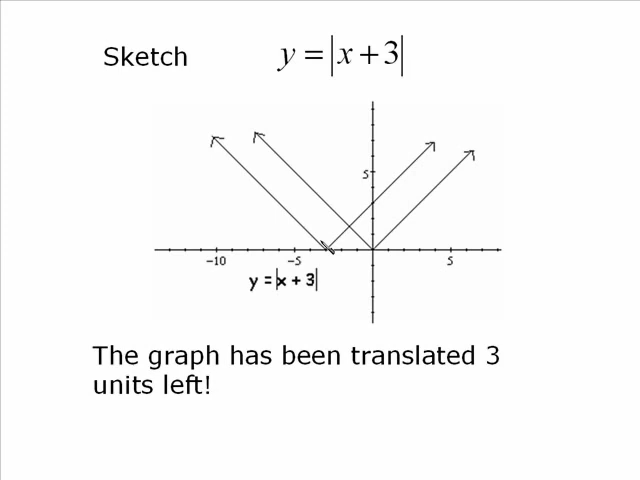 Sketch y = |x + 3|
5
-10 -5 5
y = |x + 3|
The graph has been translated 3
units left!